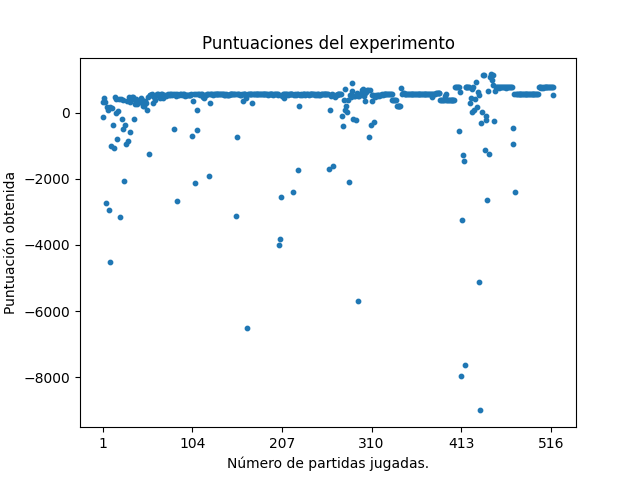 Puntuaciones del experimento
Puntuación obtenida
0
−2000
−4000
−6000
−8000
1 104 207 310 413 516
Número de partidas jugadas.